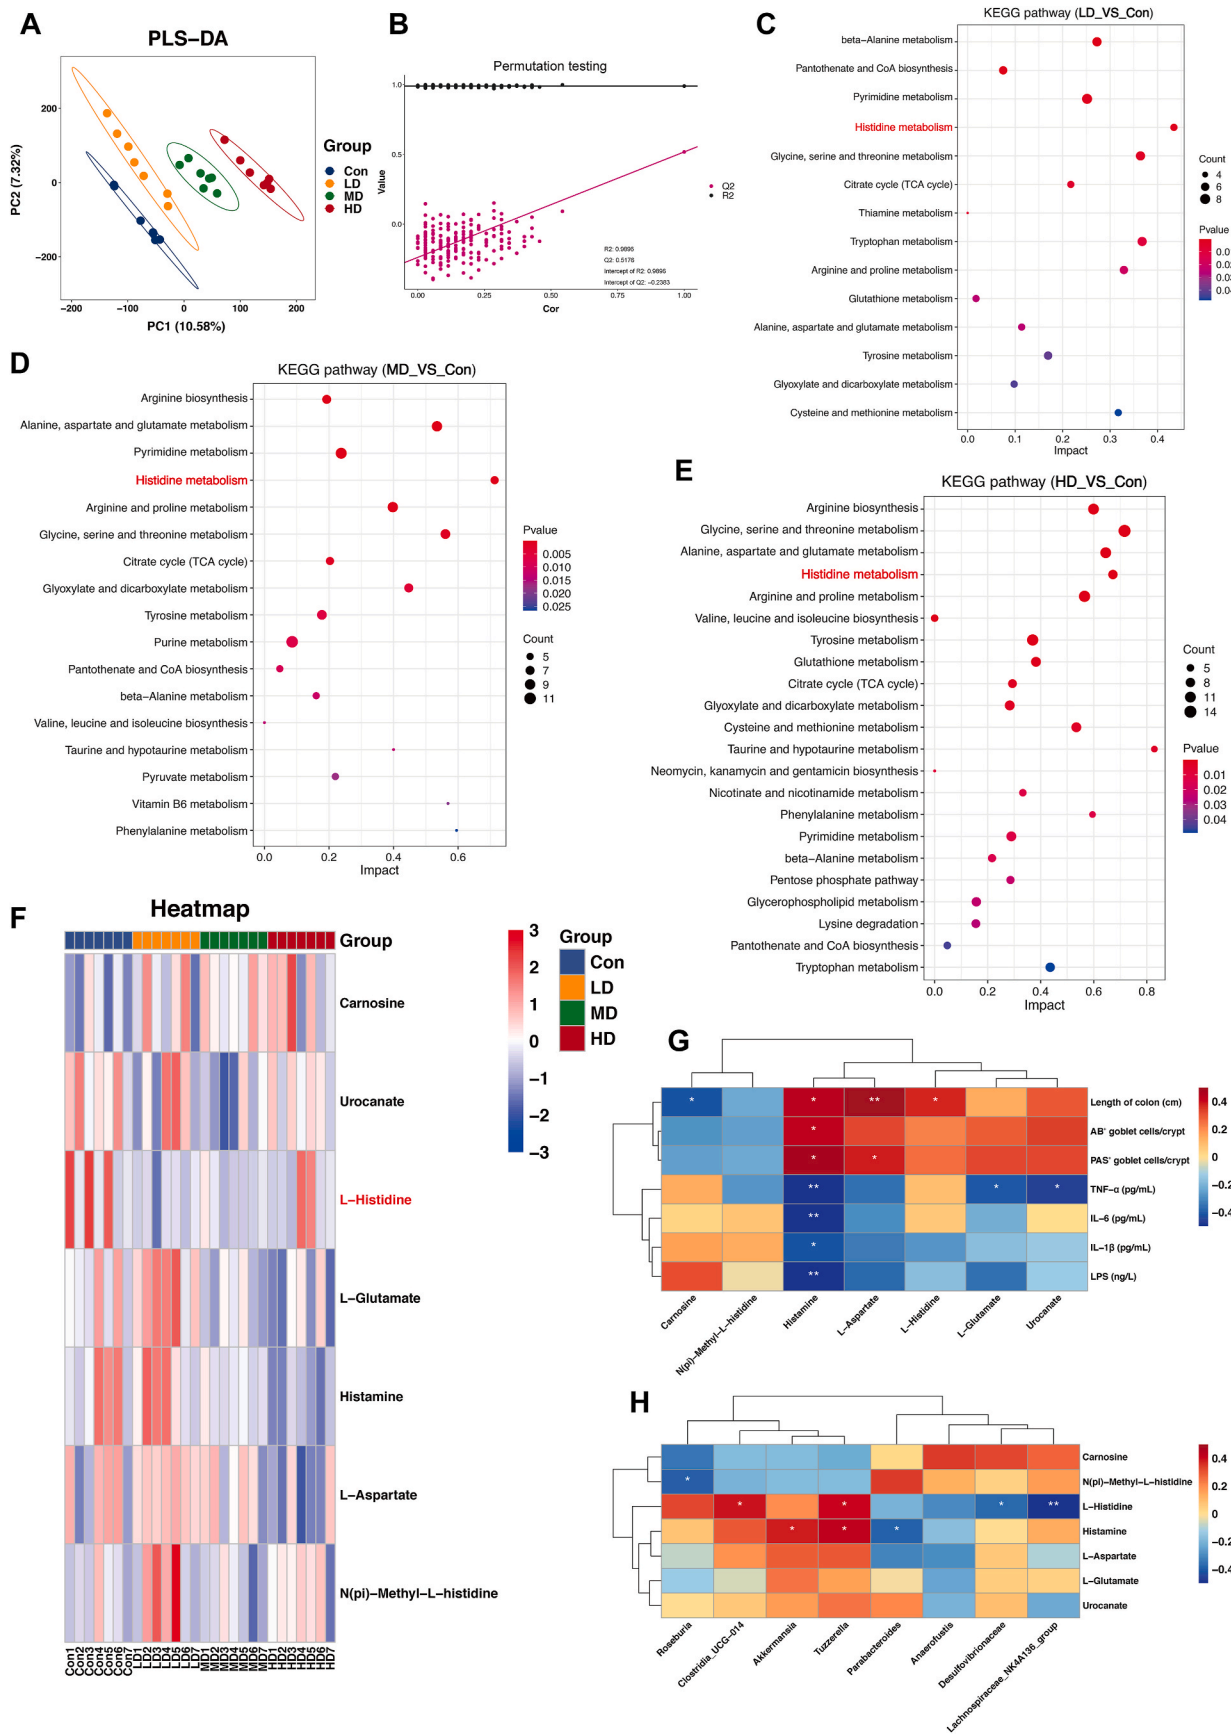 A
PLS−DA
PC2 (7.32%)
200
0
−200
−200
−100
0
100
200
PC1 (10.58%)
Group
Con
LD
MD
HD
B
Permutation testing
Value
1.0
0.5
0.0
0.00
0.25
0.50
0.75
1.00
Cor
R2: 0.9895
Q2: 0.5176
Intercept of R2: 0.9895
Intercept of Q2: −0.2383
Q2
R2
C
KEGG pathway (LD_VS_Con)
beta−Alanine metabolism
Pantothenate and CoA biosynthesis
Pyrimidine metabolism
Histidine metabolism
Glycine, serine and threonine metabolism
Citrate cycle (TCA cycle)
Thiamine metabolism
Tryptophan metabolism
Arginine and proline metabolism
Glutathione metabolism
Alanine, aspartate and glutamate metabolism
Tyrosine metabolism
Glyoxylate and dicarboxylate metabolism
Cysteine and methionine metabolism
0.0
0.1
0.2
0.3
0.4
Impact
Count
4
6
8
Pvalue
D
KEGG pathway (MD_VS_Con)
Arginine biosynthesis
Alanine, aspartate and glutamate metabolism
Pyrimidine metabolism
Histidine metabolism
Arginine and proline metabolism
Glycine, serine and threonine metabolism
Citrate cycle (TCA cycle)
Glyoxylate and dicarboxylate metabolism
Tyrosine metabolism
Purine metabolism
Pantothenate and CoA biosynthesis
beta−Alanine metabolism
Valine, leucine and isoleucine biosynthesis
Taurine and hypotaurine metabolism
Pyruvate metabolism
Vitamin B6 metabolism
Phenylalanine metabolism
0.0
0.2
0.4
0.6
Impact
Pvalue
0.005
0.010
0.015
0.020
0.025
Count
5
7
9
11
E
KEGG pathway (HD_VS_Con)
Arginine biosynthesis
Glycine, serine and threonine metabolism
Alanine, aspartate and glutamate metabolism
Histidine metabolism
Arginine and proline metabolism
Valine, leucine and isoleucine biosynthesis
Tyrosine metabolism
Glutathione metabolism
Citrate cycle (TCA cycle)
Glyoxylate and dicarboxylate metabolism
Cysteine and methionine metabolism
Taurine and hypotaurine metabolism
Neomycin, kanamycin and gentamicin biosynthesis
Nicotinate and nicotinamide metabolism
Phenylalanine metabolism
Pyrimidine metabolism
beta−Alanine metabolism
Pentose phosphate pathway
Glycerophospholipid metabolism
Lysine degradation
Pantothenate and CoA biosynthesis
Tryptophan metabolism
0.0
0.2
0.4
0.6
0.8
Impact
Count
5
8
11
14
Pvalue
0.01
0.02
0.03
0.04
F
Heatmap
Group
Carnosine
Urocanate
L−Histidine
L−Glutamate
Histamine
L−Aspartate
N(pi)−Methyl−L−histidine
Con1
Con2
Con3
Con4
Con5
Con6
Con7
LD1
LD2
LD3
LD4
LD5
LD6
LD7
MD1
MD2
MD3
MD4
MD5
MD6
MD7
HD1
HD2
HD3
HD4
HD5
HD6
HD7
3
2
1
0
−1
−2
−3
Group
Con
LD
MD
HD
G
* * ** * Length of colon (cm)
* AB⁺ goblet cells/crypt
* * PAS⁺ goblet cells/crypt
** * * TNF−α (pg/mL)
** IL−6 (pg/mL)
* IL−1β (pg/mL)
** LPS (ng/L)
Carnosine
N(pi)−Methyl−L−histidine
Histamine
L−Aspartate
L−Histidine
L−Glutamate
Urocanate
0.4
0.2
0
−0.2
−0.4
H
Carnosine
* N(pi)−Methyl−L−histidine
* * * ** L−Histidine
* * * Histamine
L−Aspartate
L−Glutamate
Urocanate
Roseburia
Clostridia_UCG−014
Akkermansia
Tuzzerella
Parabacteroides
Anaerofustis
Desulfovibrionaceae
Lachnospiraceae_NK4A136_group
0.4
0.2
0
−0.2
−0.4